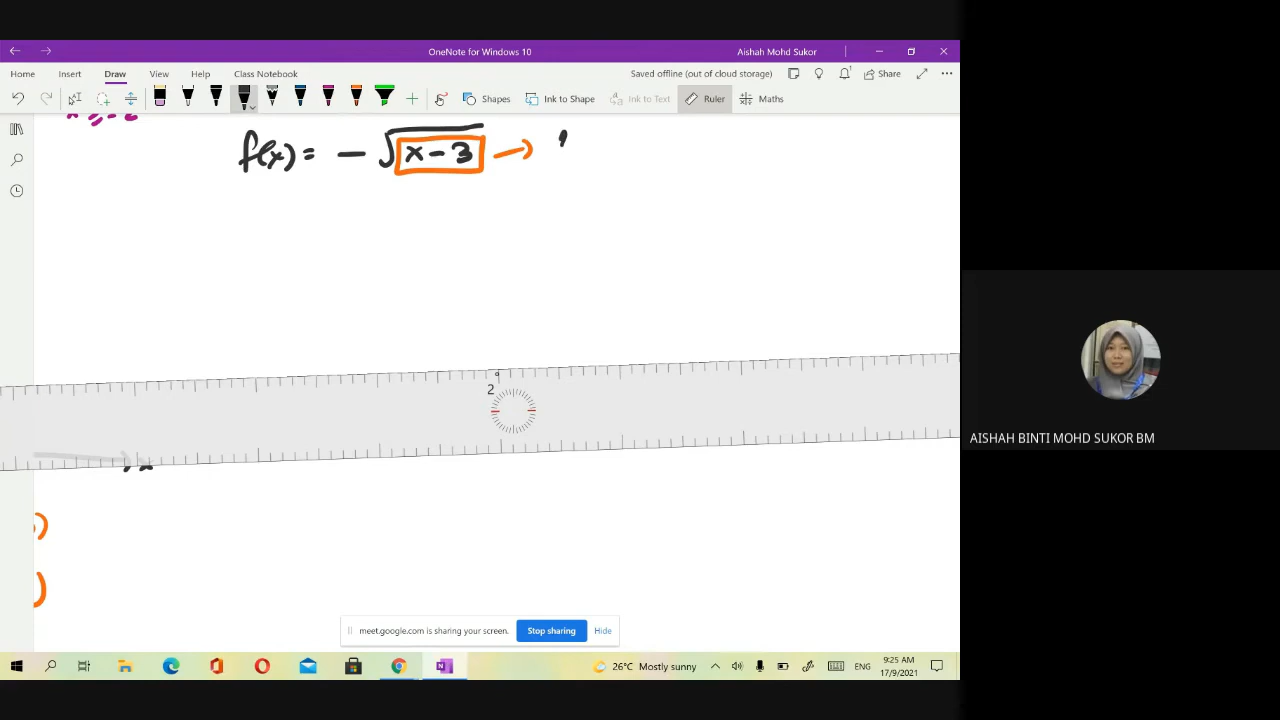 OneNote for Windows 10
Aishah Mohd Sukor
Home Insert Draw View Help Class Notebook
Saved offline (out of cloud storage)
Share
Shapes
Ink to Shape
Ink to Text
Ruler
Maths
f(x) = - √x - 3 →
2°
AISHAH BINTI MOHD SUKOR BM
meet.google.com is sharing your screen.
Stop sharing
Hide
26°C Mostly sunny
ENG
9:25 AM
17/9/2021